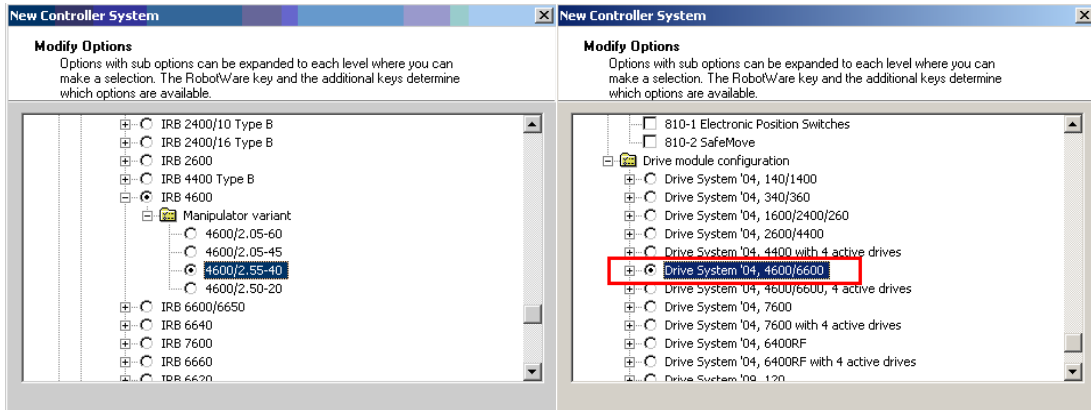 New Controller System
Modify Options
Options with sub options can be expanded to each level where you can
make a selection. The RobotWare key and the additional keys determine
which options are available.
IRB 2400/10 Type B
IRB 2400/16 Type B
IRB 2600
IRB 4400 Type B
IRB 4600
Manipulator variant
4600/2.05-60
4600/2.05-45
4600/2.55-40
4600/2.50-20
IRB 6600/6650
IRB 6640
IRB 7600
IRB 6660
IRB 6620
New Controller System
Modify Options
Options with sub options can be expanded to each level where you can
make a selection. The RobotWare key and the additional keys determine
which options are available.
810-1 Electronic Position Switches
810-2 SafeMove
Drive module configuration
Drive System '04, 140/1400
Drive System '04, 340/360
Drive System '04, 1600/2400/260
Drive System '04, 2600/4400
Drive System '04, 4400 with 4 active drives
Drive System '04, 4600/6600
Drive System '04, 4600/6600, 4 active drives
Drive System '04, 7600
Drive System '04, 7600 with 4 active drives
Drive System '04, 6400RF
Drive System '04, 6400RF with 4 active drives
Drive System '09, 120